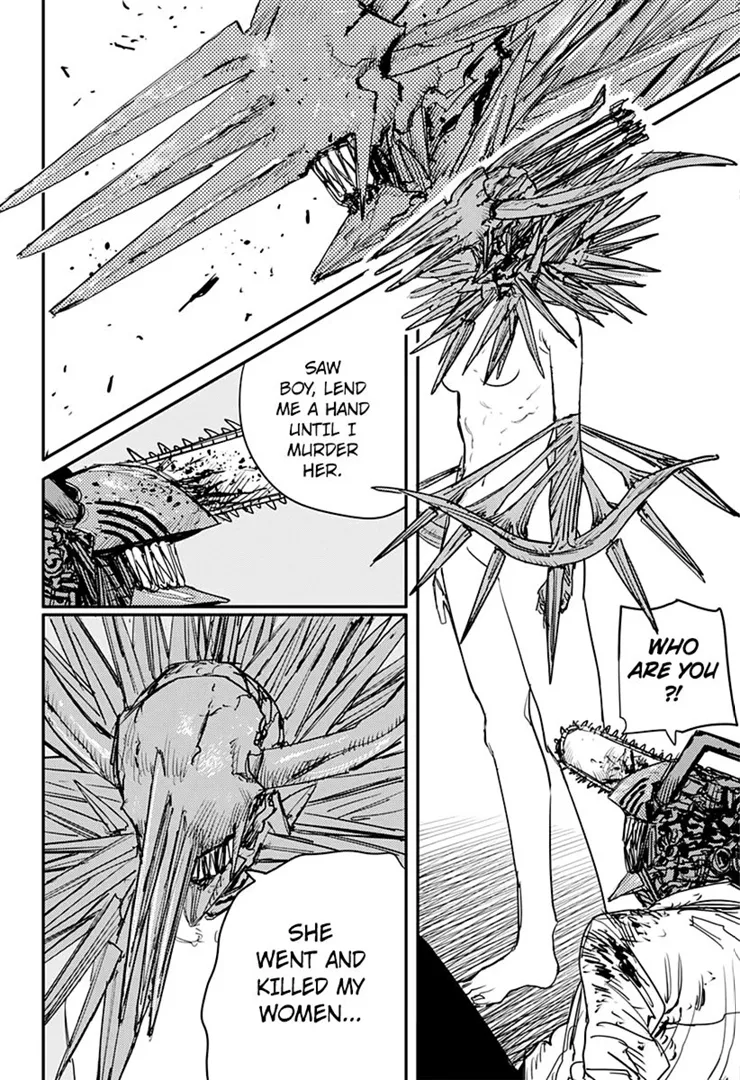 SAW
BOY, LEND
ME A HAND
UNTIL I
MURDER
HER.
WHO
ARE YOU
?!
SHE
WENT AND
KILLED MY
WOMEN...